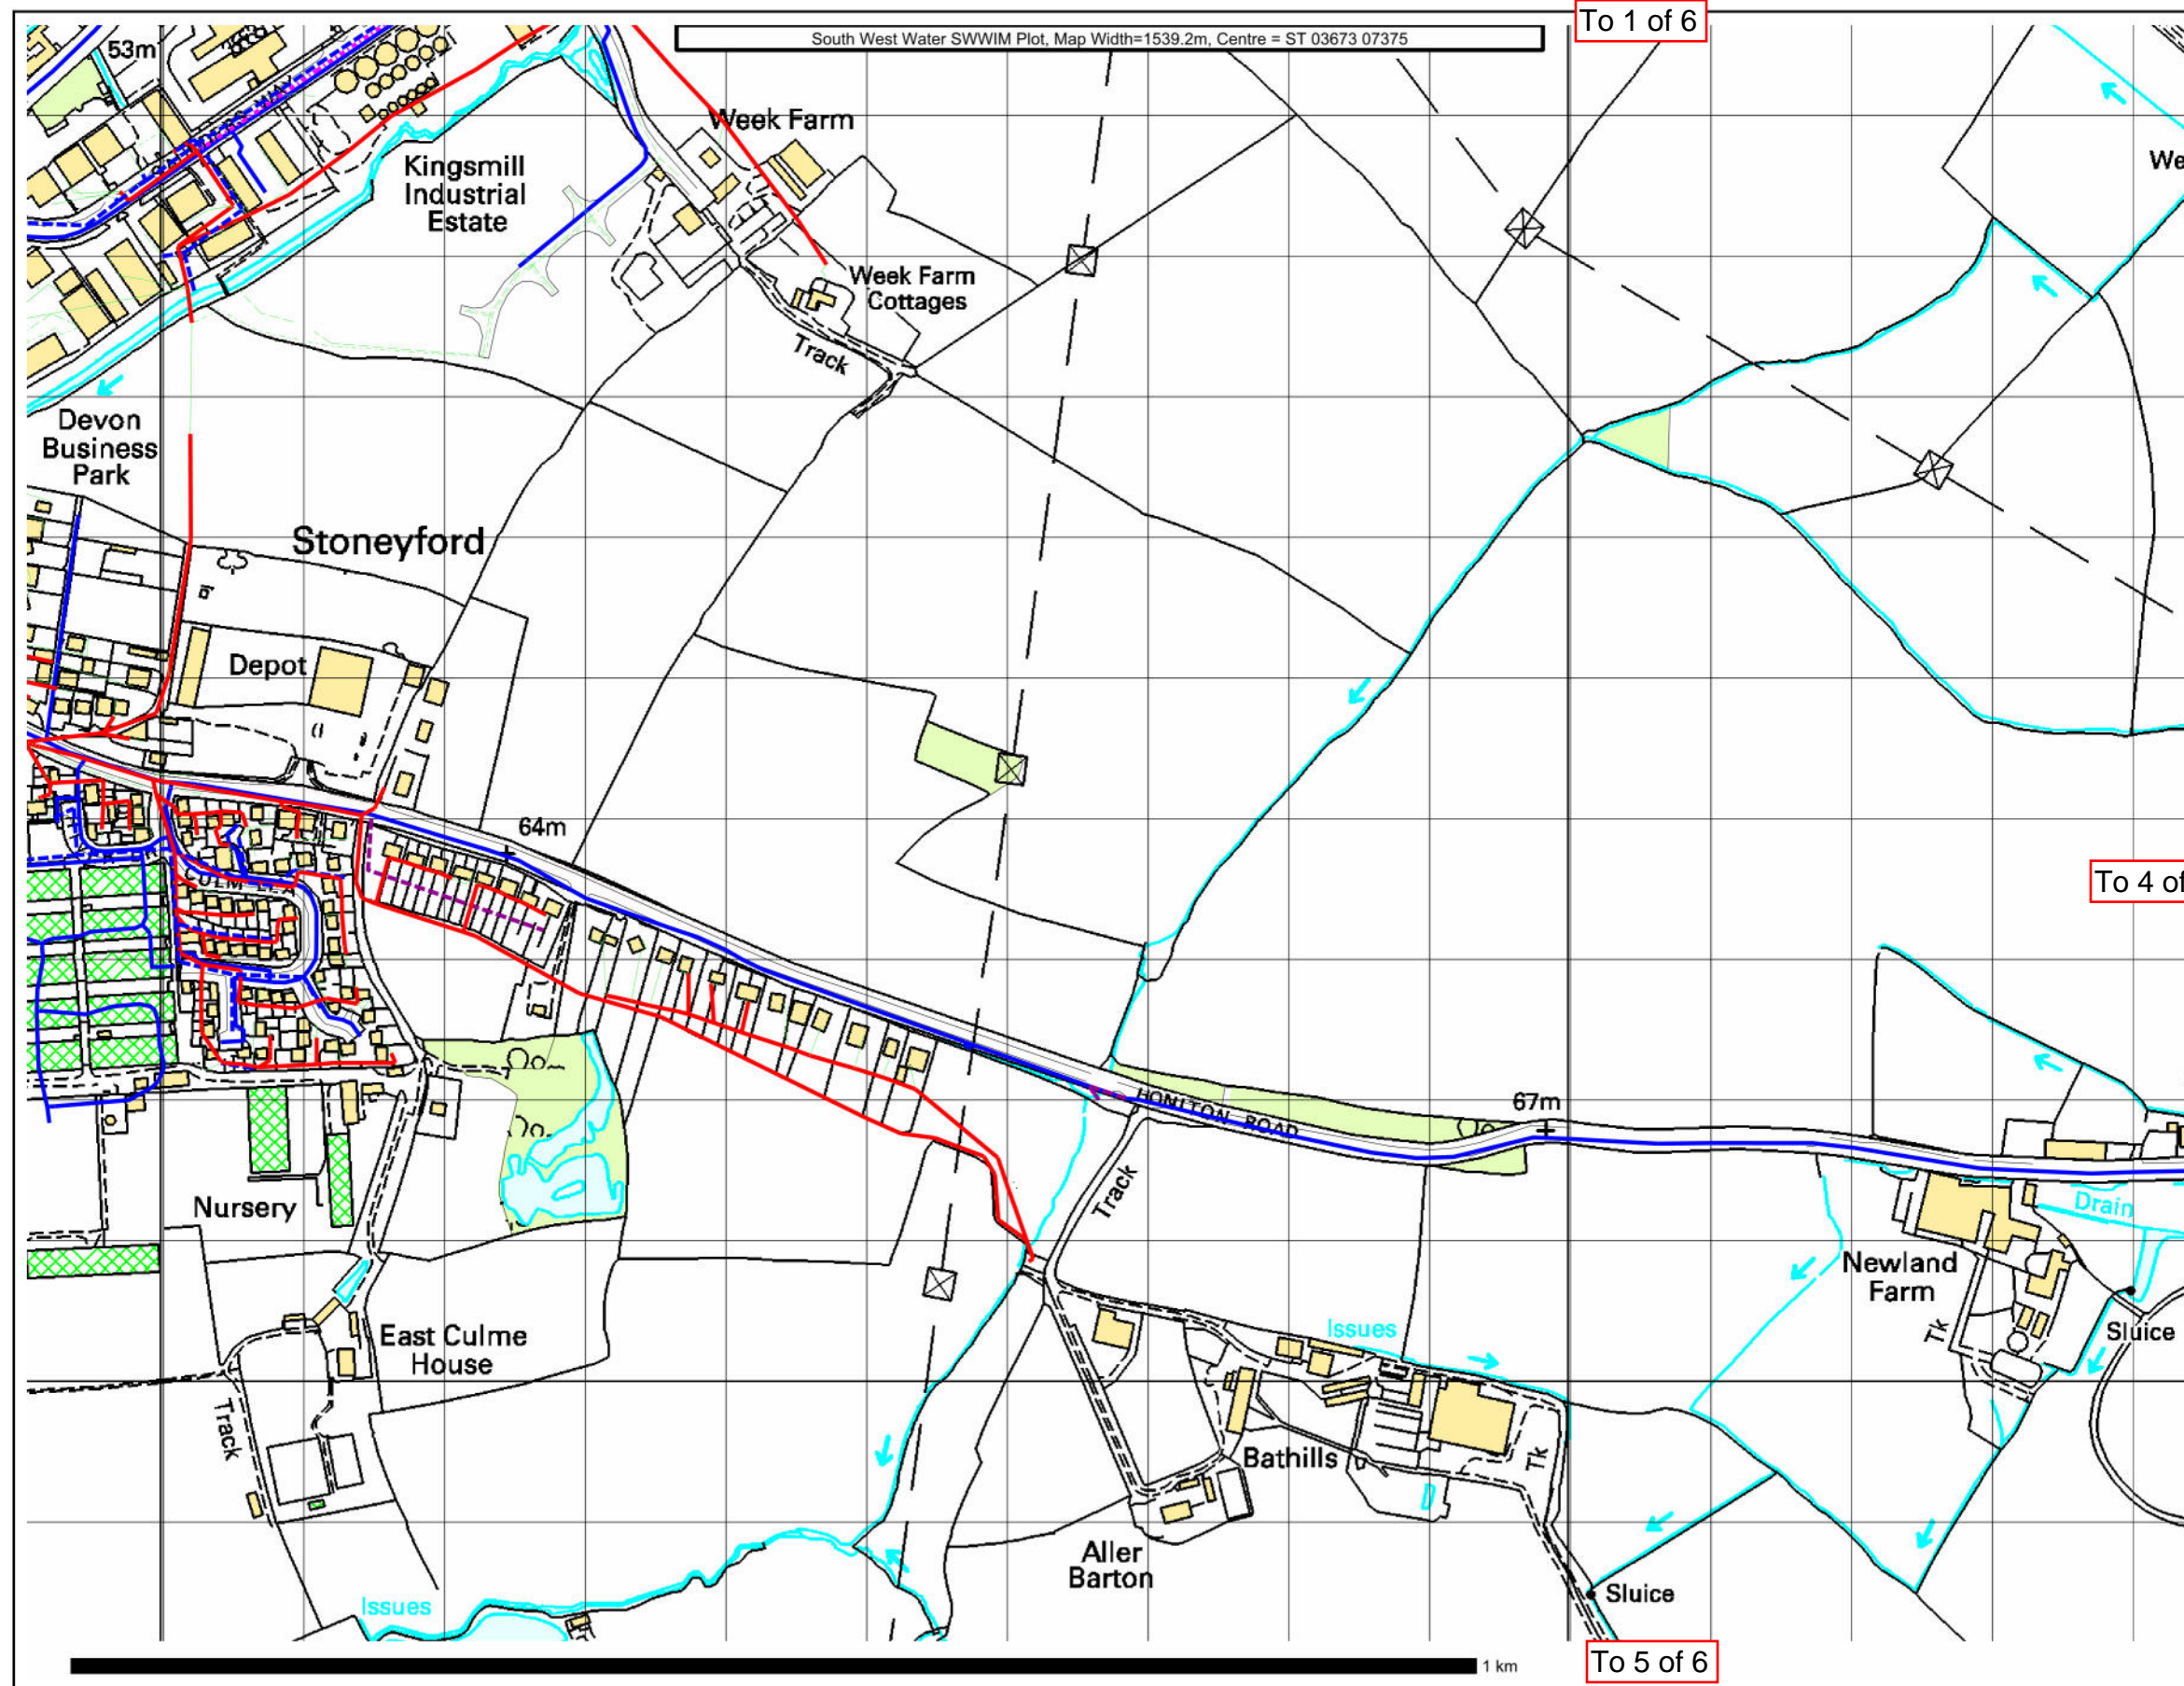 To 1 of 6
South West Water SWWIM Plot, Map Width=1539.2m, Centre = ST 03673 07375
53m
Week Farm
Kingsmill
Industrial
Estate
We
Week Farm
Cottages
Track
Devon
Business
Park
Stoneyford
Depot
64m
To 4 of
CULM
HONITON ROAD
67m
Track
Nursery
Drain
Newland
Farm
Issues
Sluice
Tk
East Culme
House
Track
Bathills
Tk
Aller
Barton
Issues
Sluice
1 km
To 5 of 6